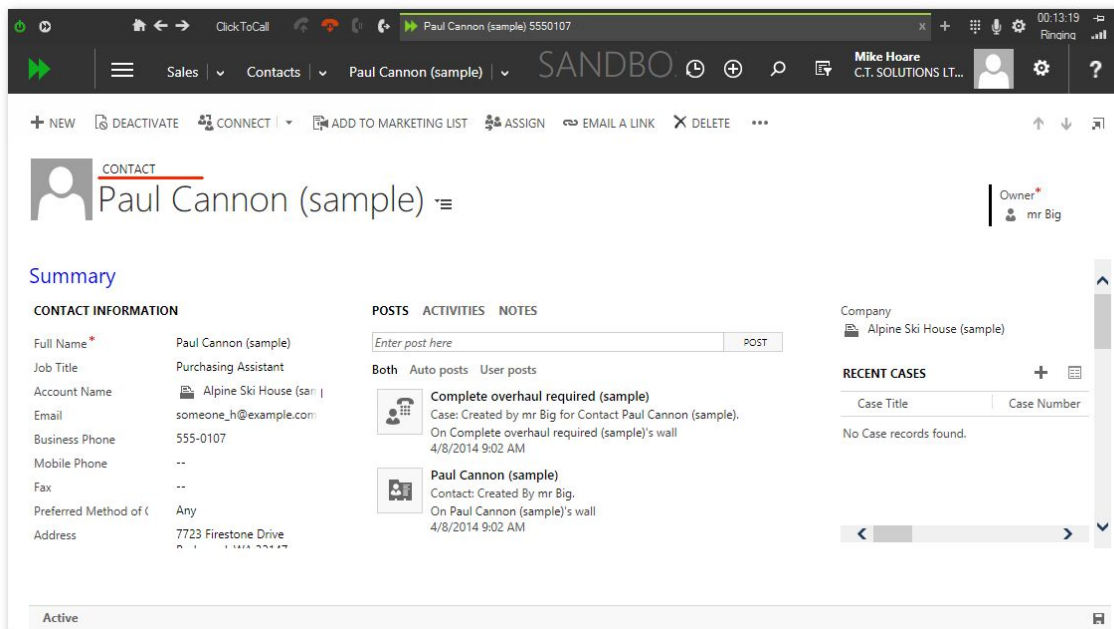 ClickToCall
Paul Cannon (sample) 5550107
x
00:13:19
Ringing
Sales
Contacts
Paul Cannon (sample)
SANDBO
Mike Hoare
C.T. SOLUTIONS LT...
?
NEW
DEACTIVATE
CONNECT
ADD TO MARKETING LIST
ASSIGN
EMAIL A LINK
DELETE
CONTACT
Paul Cannon (sample)
Owner*
mr Big
Summary
CONTACT INFORMATION
Full Name* Paul Cannon (sample)
Job Title Purchasing Assistant
Account Name Alpine Ski House (sam
Email someone_h@example.com
Business Phone 555-0107
Mobile Phone --
Fax --
Preferred Method of C Any
Address 7723 Firestone Drive
POSTS ACTIVITIES NOTES
Enter post here POST
Both Auto posts User posts
Complete overhaul required (sample)
Case: Created by mr Big for Contact Paul Cannon (sample).
On Complete overhaul required (sample)'s wall
4/8/2014 9:02 AM
Paul Cannon (sample)
Contact: Created By mr Big.
On Paul Cannon (sample)'s wall
4/8/2014 9:02 AM
Company
Alpine Ski House (sample)
RECENT CASES
Case Title Case Number
No Case records found.
Active